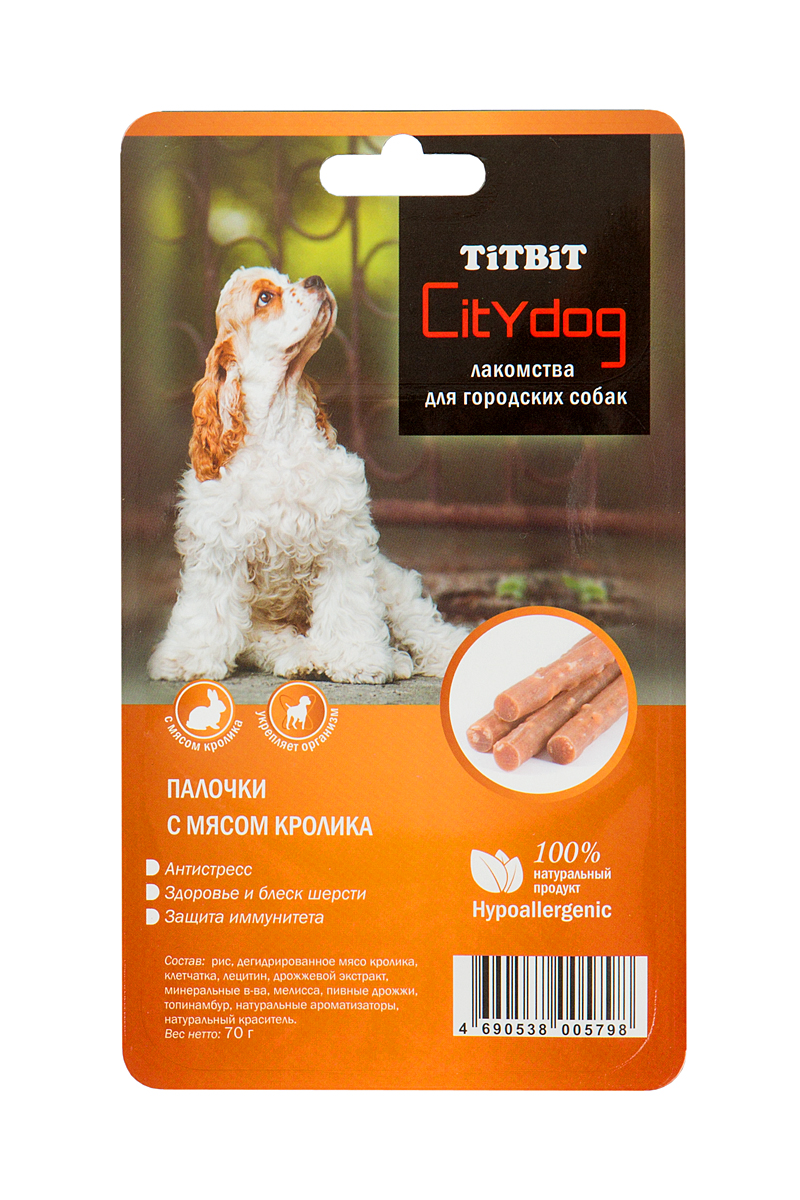 TiTBiT
Citydog
лакомства
для городских собак
с мясом кролика
укрепляет организм
ПАЛОЧКИ
С МЯСОМ КРОЛИКА
Антистресс
Здоровье и блеск шерсти
Защита иммунитета
100%
натуральный
продукт
Hypoallergenic
Состав: рис, дегидрированное мясо кролика,
клетчатка, лецитин, дрожжевой экстракт,
минеральные в-ва, мелисса, пивные дрожжи,
топинамбур, натуральные ароматизаторы,
натуральный краситель.
Вес нетто: 70 г
4 690538 005798